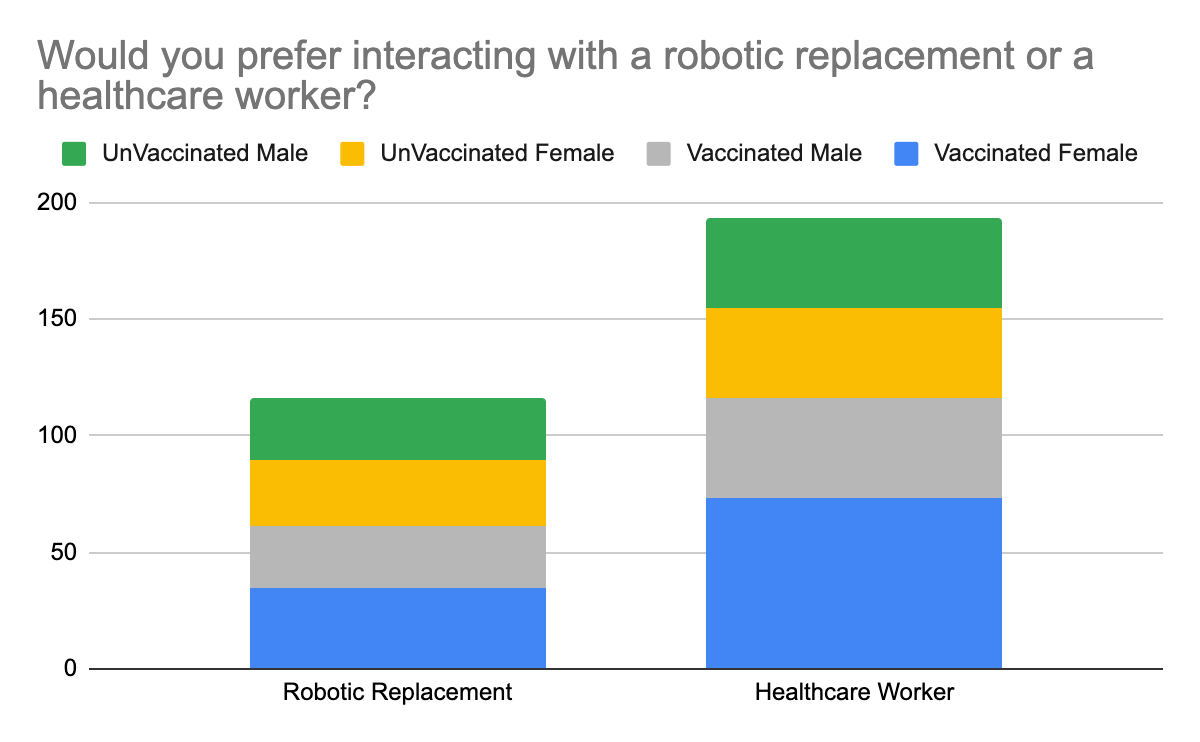 Would you prefer interacting with a robotic replacement or a
healthcare worker?
UnVaccinated Male UnVaccinated Female Vaccinated Male Vaccinated Female
200
150
100
50
0
Robotic Replacement Healthcare Worker